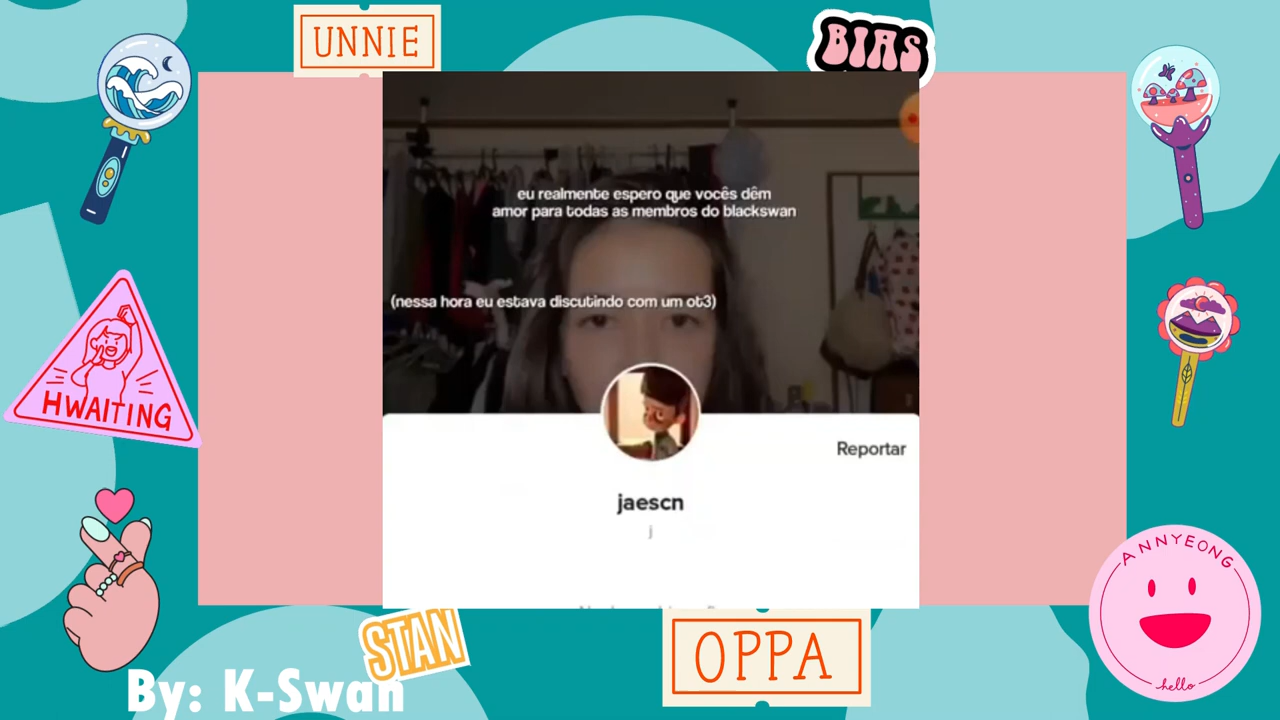 UNNIE
BIAS
eu realmente espero que vocês dêm
amor para todas as membros do blackswan
(nessa hora eu estava discutindo com um ot3)
HWAITING
Reportar
jaescn
j
ANNYEONG
hello
STAN
OPPA
By: K-Swan